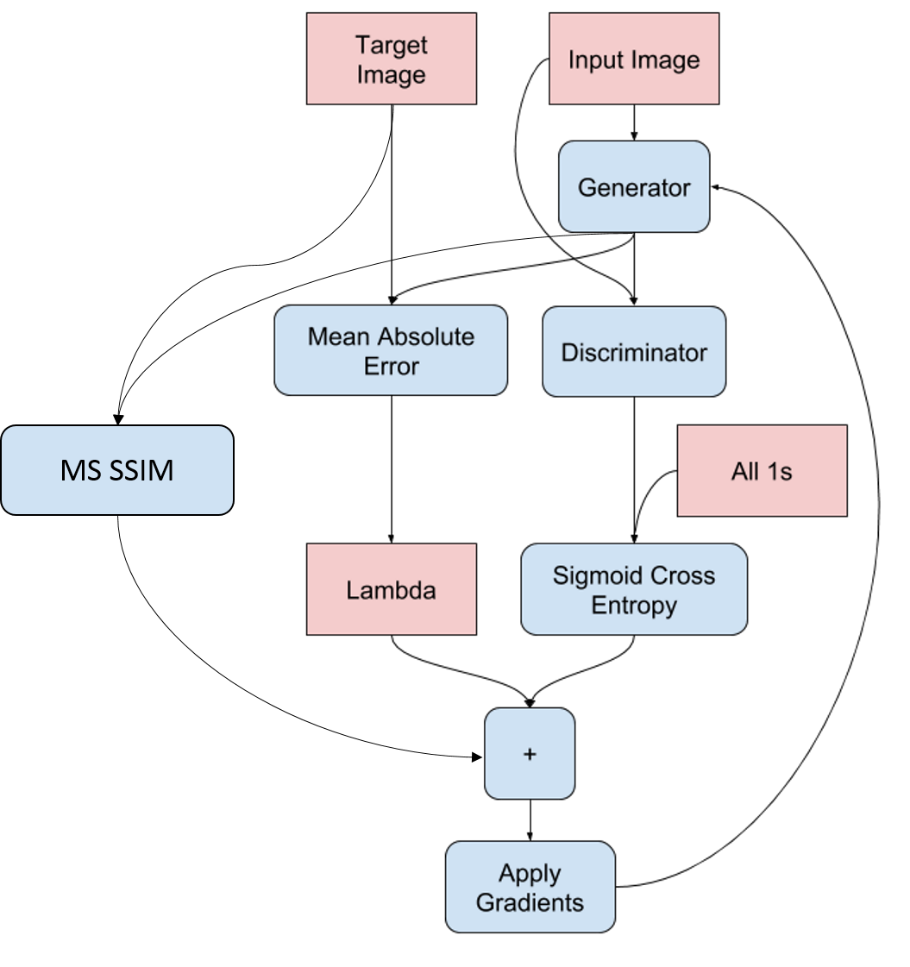 Target
Image
Input Image
Generator
Mean Absolute
Error
Discriminator
MS SSIM
All 1s
Lambda
Sigmoid Cross
Entropy
+
Apply
Gradients